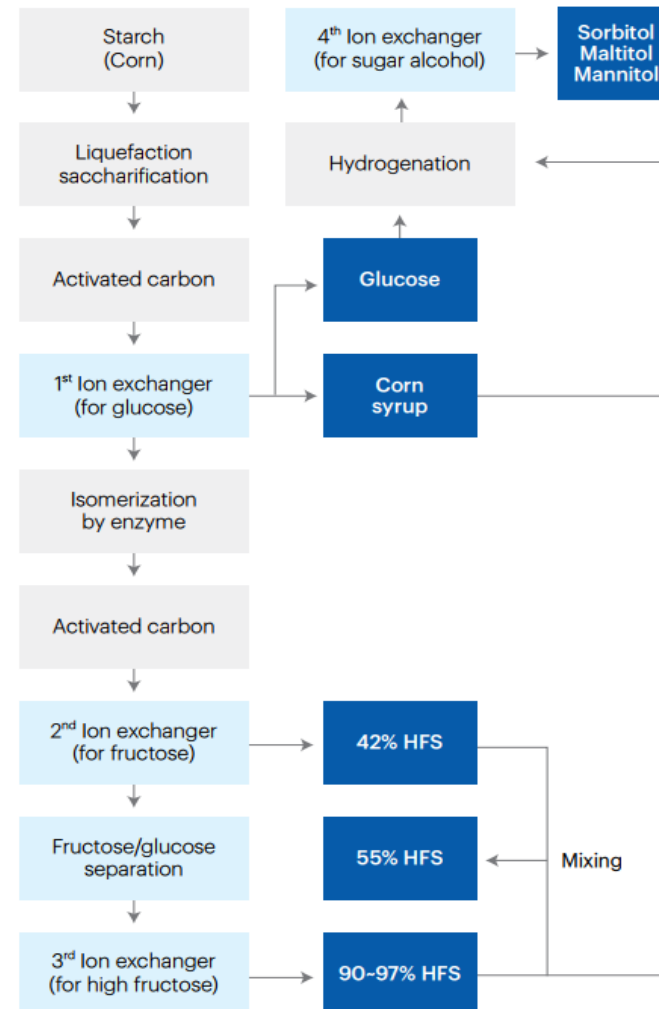 Starch
(Corn)
Liquefaction
saccharification
Activated carbon
1st Ion exchanger
(for glucose)
Isomerization
by enzyme
Activated carbon
2nd Ion exchanger
(for fructose)
Fructose/glucose
separation
3rd Ion exchanger
(for high fructose)
4th Ion exchanger
(for sugar alcohol)
Hydrogenation
Glucose
Corn
syrup
42% HFS
55% HFS
90~97% HFS
Sorbitol
Maltitol
Mannitol
Mixing